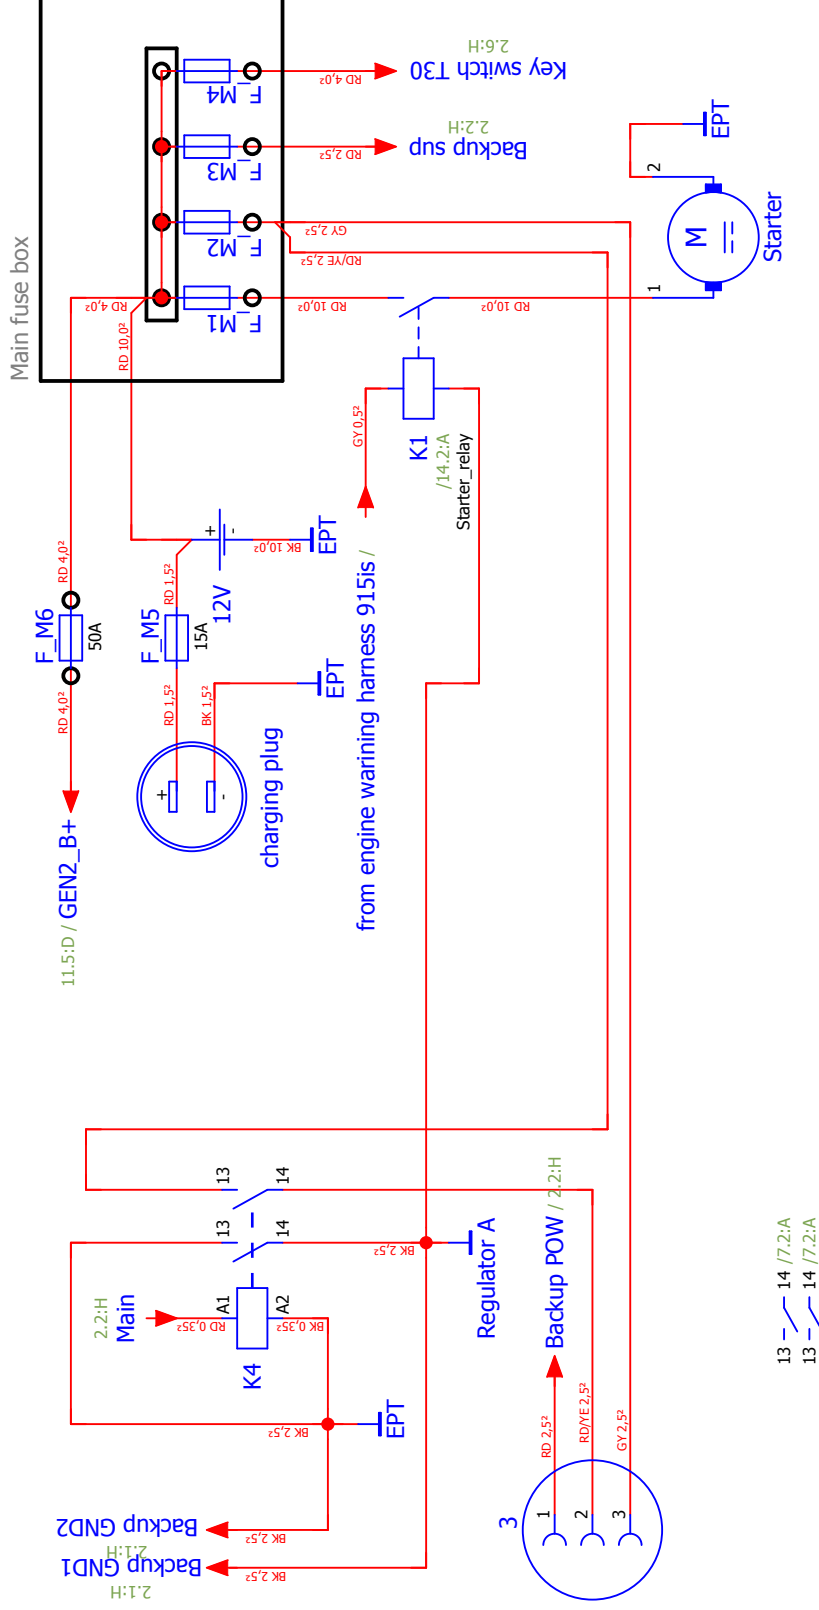 Main fuse box
2.6:H
Key switch T30
RD 4,0²
F_M4
2.2:H
Backup sup
RD 2,5²
F_M3
GY 2,5²
F_M2
RD/YE 2,5²
RD 4,0²
RD 10,0²
F_M1
RD 10,0²
RD 10,0²
1
2
M
EPT
Starter
GY 0,5²
K1
/14.2:A
Starter_relay
RD 4,0²
F_M6
50A
RD 4,0²
11.5:D / GEN2_B+
+
-
12V
BK 10,0²
EPT
RD 1,5²
F_M5
15A
RD 1,5²
BK 1,5²
EPT
+
-
charging plug
from engine warining harness 915is /
13
14
13
14
2.2:H
Main
RD 0,35²
A1
A2
BK 0,35²
K4
BK 2,5²
Regulator A
BK 2,5²
EPT
Backup GND2
2.1:H
BK 2,5²
Backup GND1
2.1:H
BK 2,5²
Backup POW / 2.2:H
RD 2,5²
RD/YE 2,5²
GY 2,5²
3
1
2
3
13
14 /7.2:A
13
14 /7.2:A